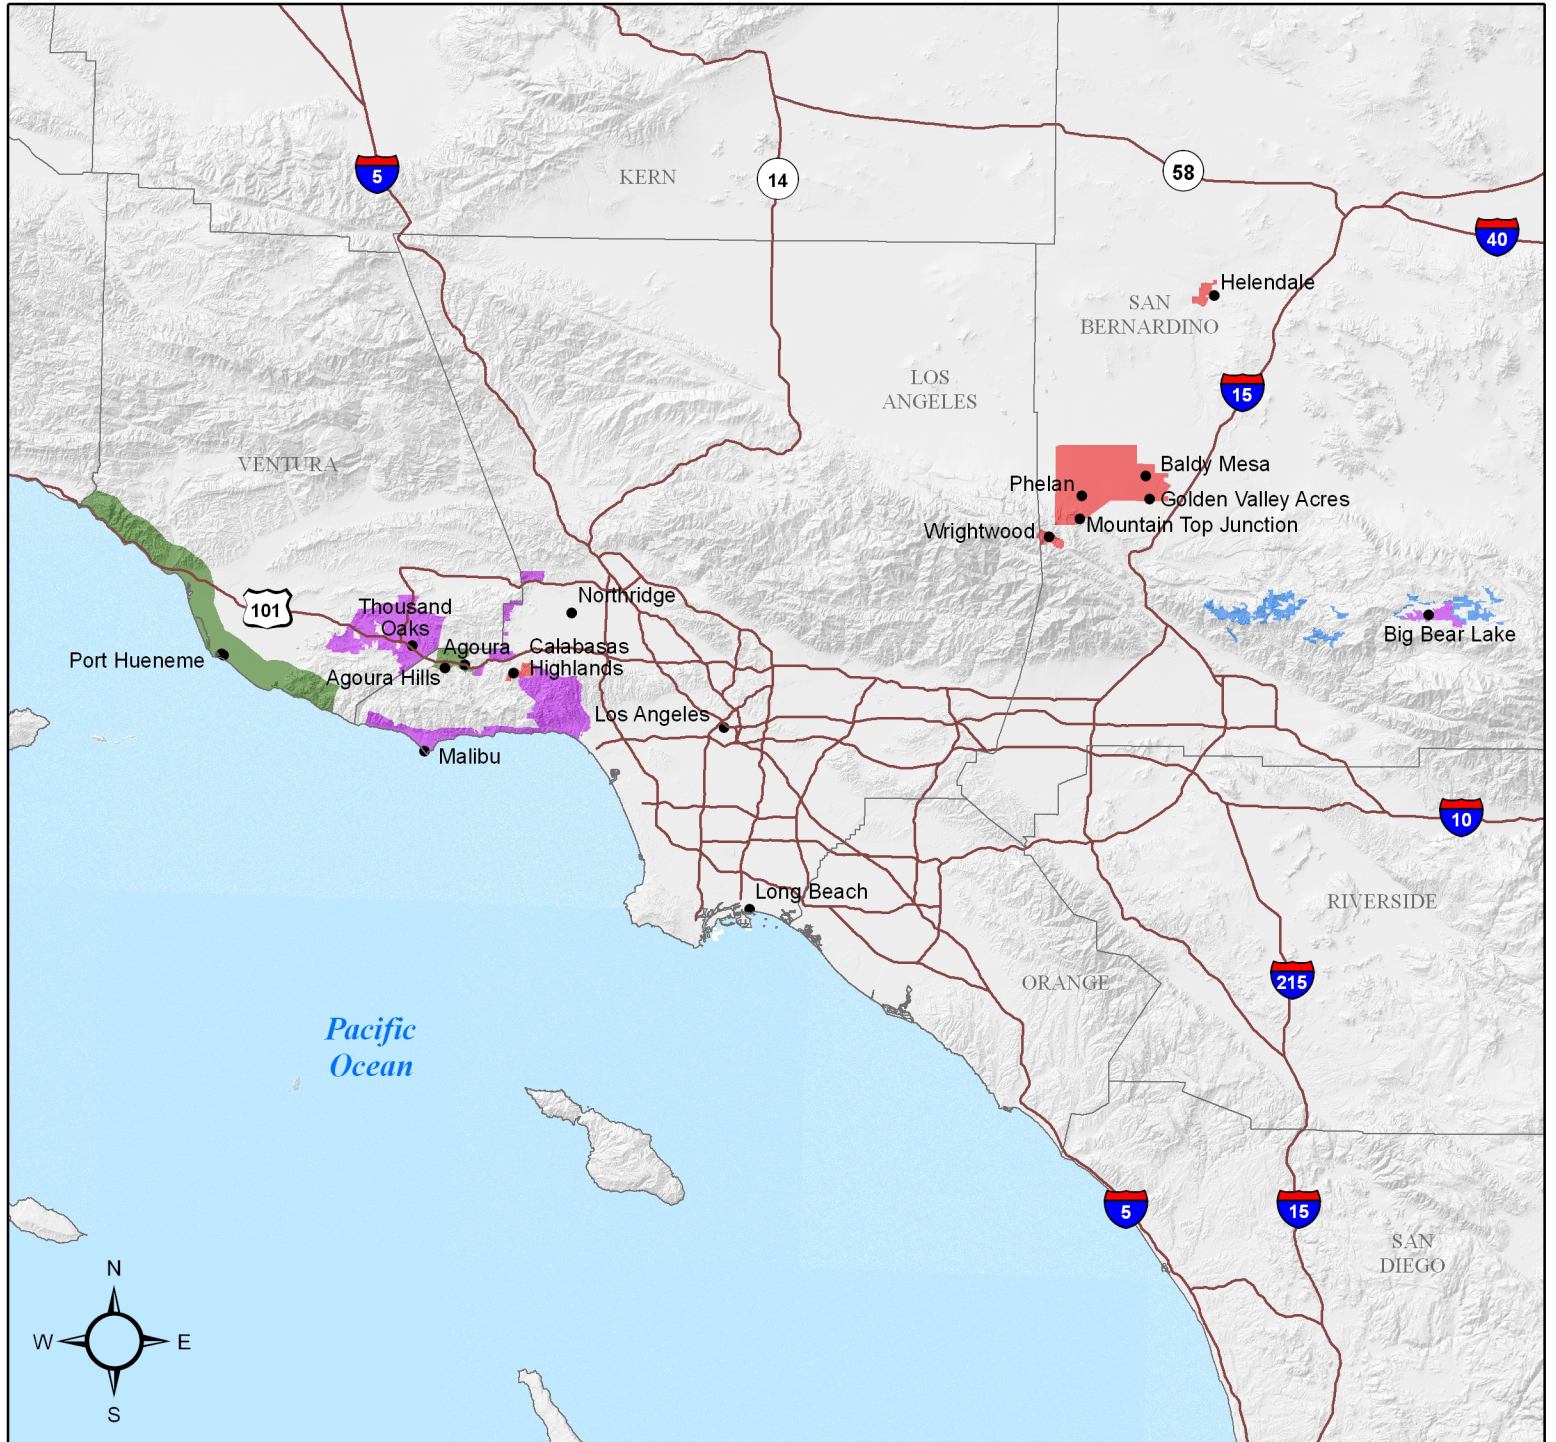 5
KERN
14
58
40
Helendale
SAN
BERNARDINO
LOS
ANGELES
15
VENTURA
Baldy Mesa
Phelan
Golden Valley Acres
Mountain Top Junction
Wrightwood
101
Thousand
Oaks
Northridge
Agoura
Calabasas
Highlands
Port Hueneme
Agoura Hills
Big Bear Lake
Los Angeles
Malibu
10
Long Beach
RIVERSIDE
215
ORANGE
Pacific
Ocean
5
15
SAN
DIEGO
N
W
E
S